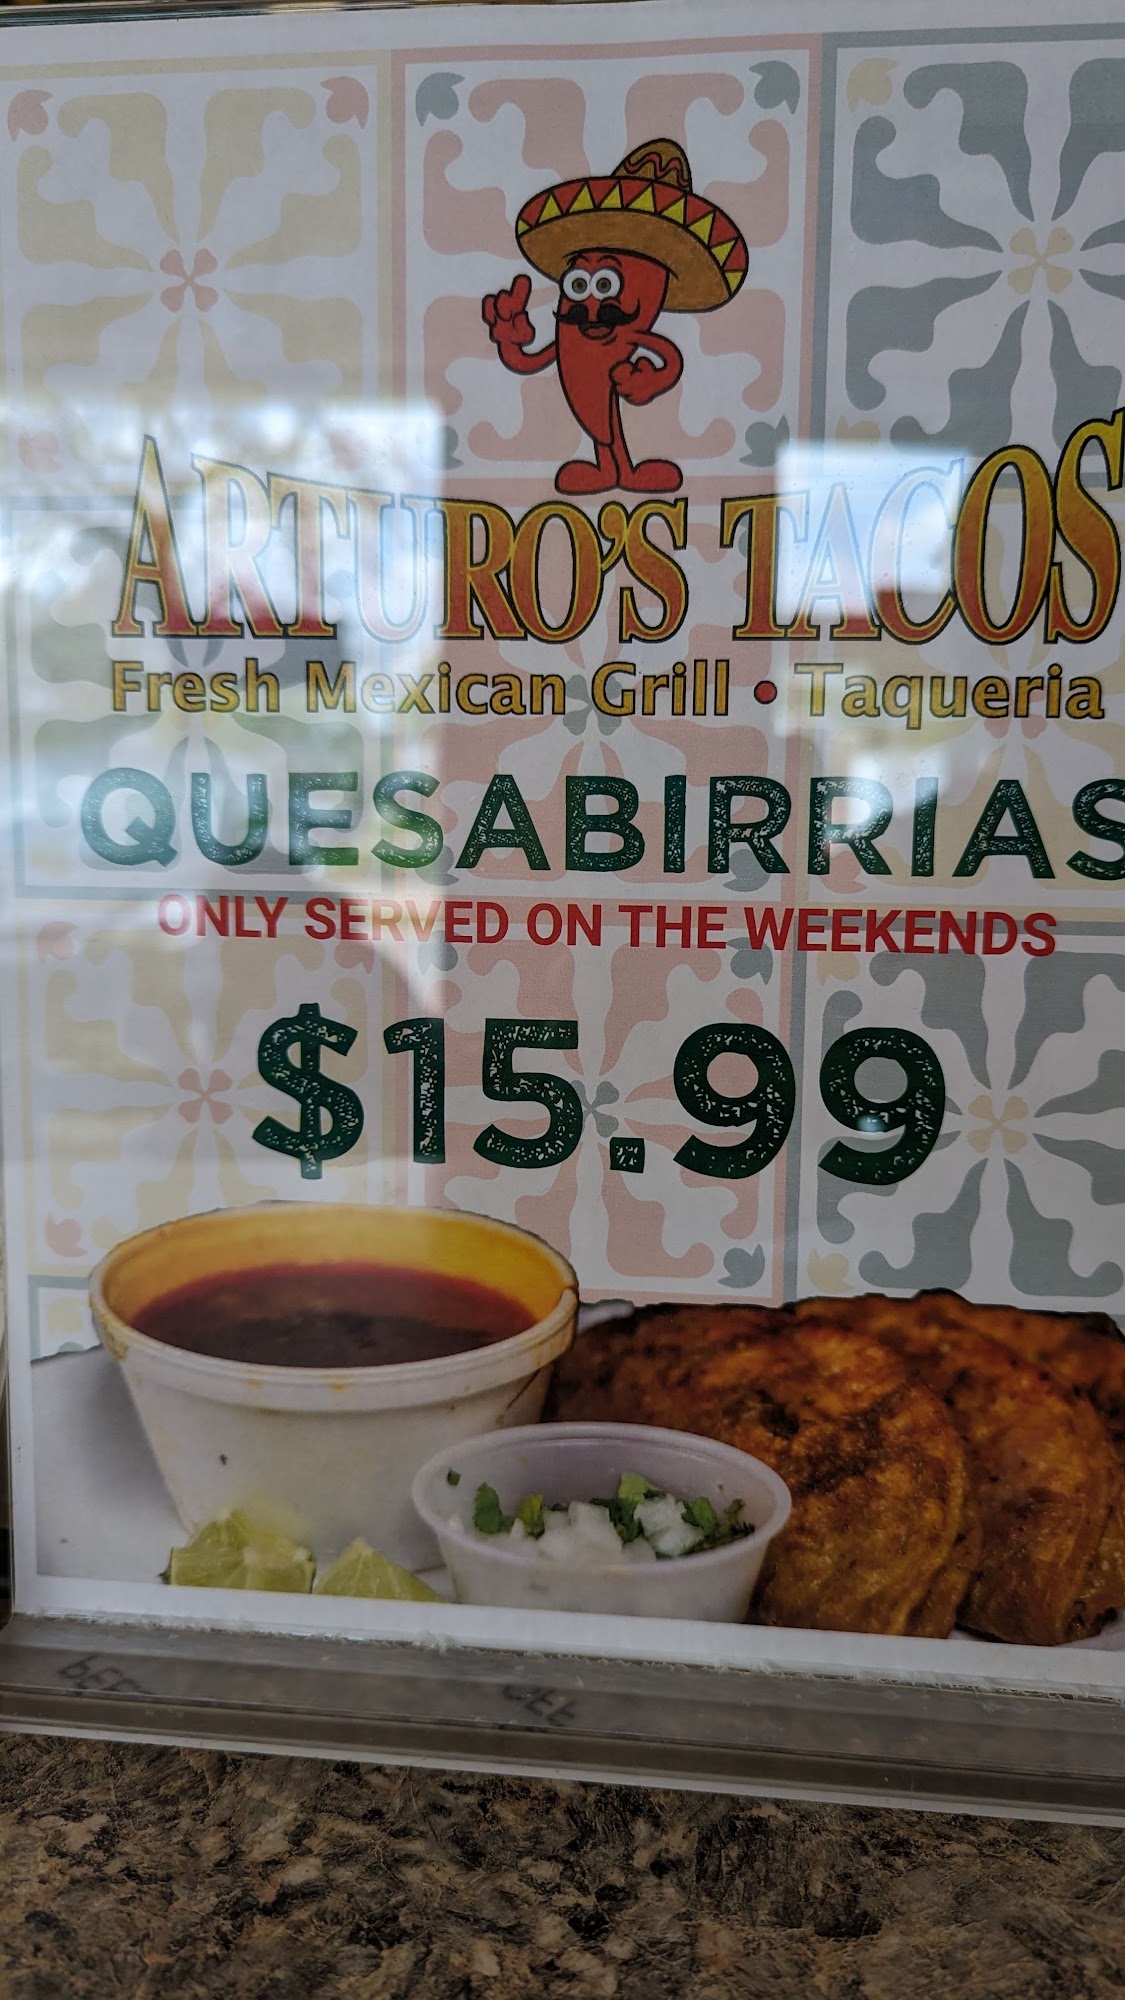 ARTURO'S TACOS
Fresh Mexican Grill • Taqueria
QUESABIRRIAS
ONLY SERVED ON THE WEEKENDS
$15.99